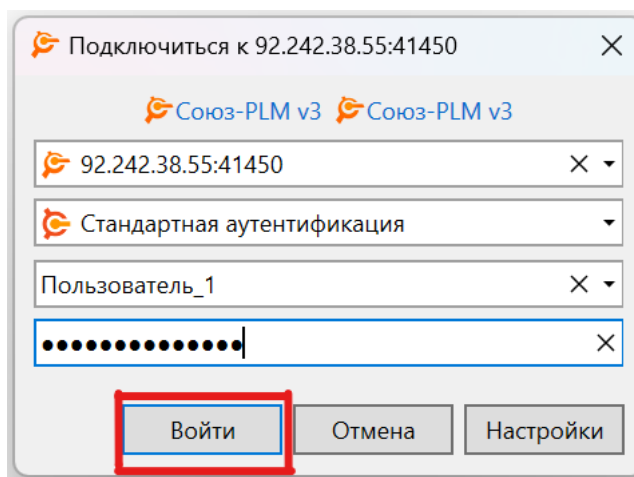 Подключиться к 92.242.38.55:41450
Союз-PLM v3 Союз-PLM v3
92.242.38.55:41450
Стандартная аутентификация
Пользователь_1
●●●●●●●●●●●●●●
Войти Отмена Настройки